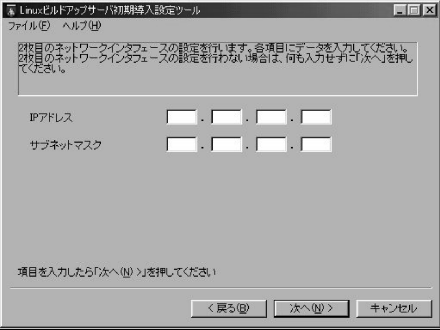 Linuxビルドアップサーバ初期導入設定ツール
ファイル(F) ヘルプ(H)
2枚目のネットワークインタフェースの設定を行います。各項目にデータを入力してください。
2枚目のネットワークインタフェースの設定を行わない場合は、何も入力せずに「次へ」を押し
てください。
IPアドレス . . .
サブネットマスク . . .
項目を入力したら「次へ(N) >」を押してください
< 戻る(B) 次へ(N) > キャンセル